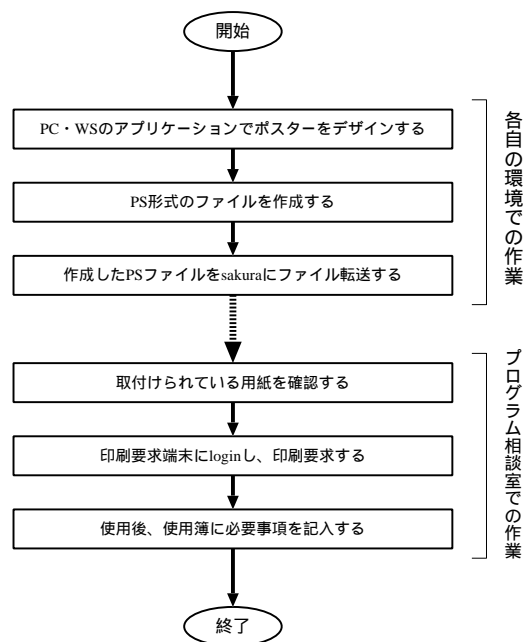 開始
PC・WSのアプリケーションでポスターをデザインする
PS形式のファイルを作成する
作成したPSファイルをsakuraにファイル転送する
各自の環境での作業
取付けられている用紙を確認する
印刷要求端末にloginし、印刷要求する
使用後、使用簿に必要事項を記入する
プログラム相談室での作業
終了